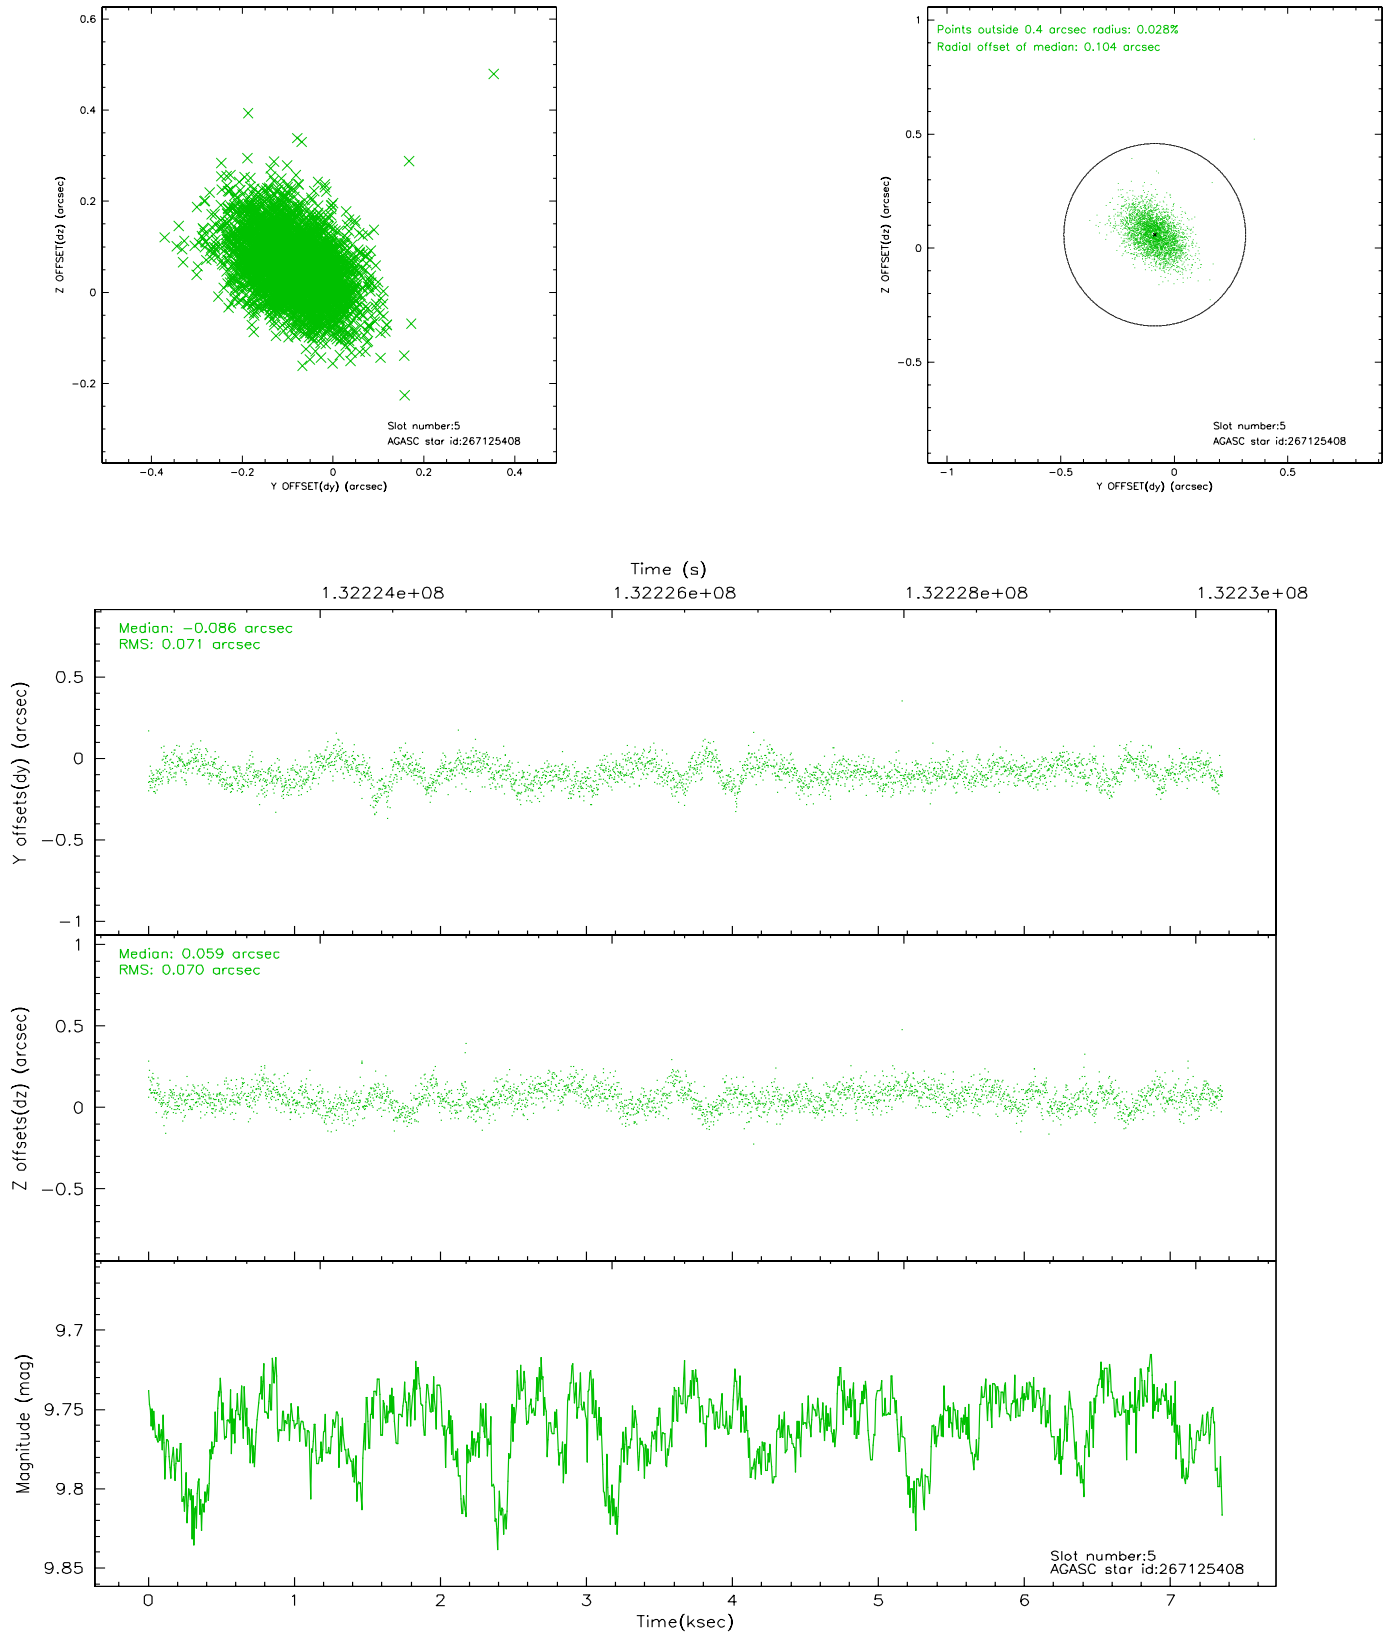 0.6
0.4
0.2
0
−0.2
Z OFFSET(dz) (arcsec)
Slot number:5
AGASC star id:267125408
−0.4 −0.2 0 0.2 0.4
Y OFFSET(dy) (arcsec)
Points outside 0.4 arcsec radius: 0.028%
Radial offset of median: 0.104 arcsec
1
0.5
0
−0.5
Z OFFSET(dz) (arcsec)
Slot number:5
AGASC star id:267125408
−1 −0.5 0 0.5
Y OFFSET(dy) (arcsec)
Time (s)
1.32224e+08 1.32226e+08 1.32228e+08 1.3223e+08
Median: −0.086 arcsec
RMS: 0.071 arcsec
0.5
0
−0.5
−1
Y offsets(dy) (arcsec)
Median: 0.059 arcsec
RMS: 0.070 arcsec
1
0.5
0
−0.5
Z offsets(dz) (arcsec)
9.7
9.75
9.8
9.85
Magnitude (mag)
Slot number:5
AGASC star id:267125408
0 1 2 3 4 5 6 7
Time(ksec)